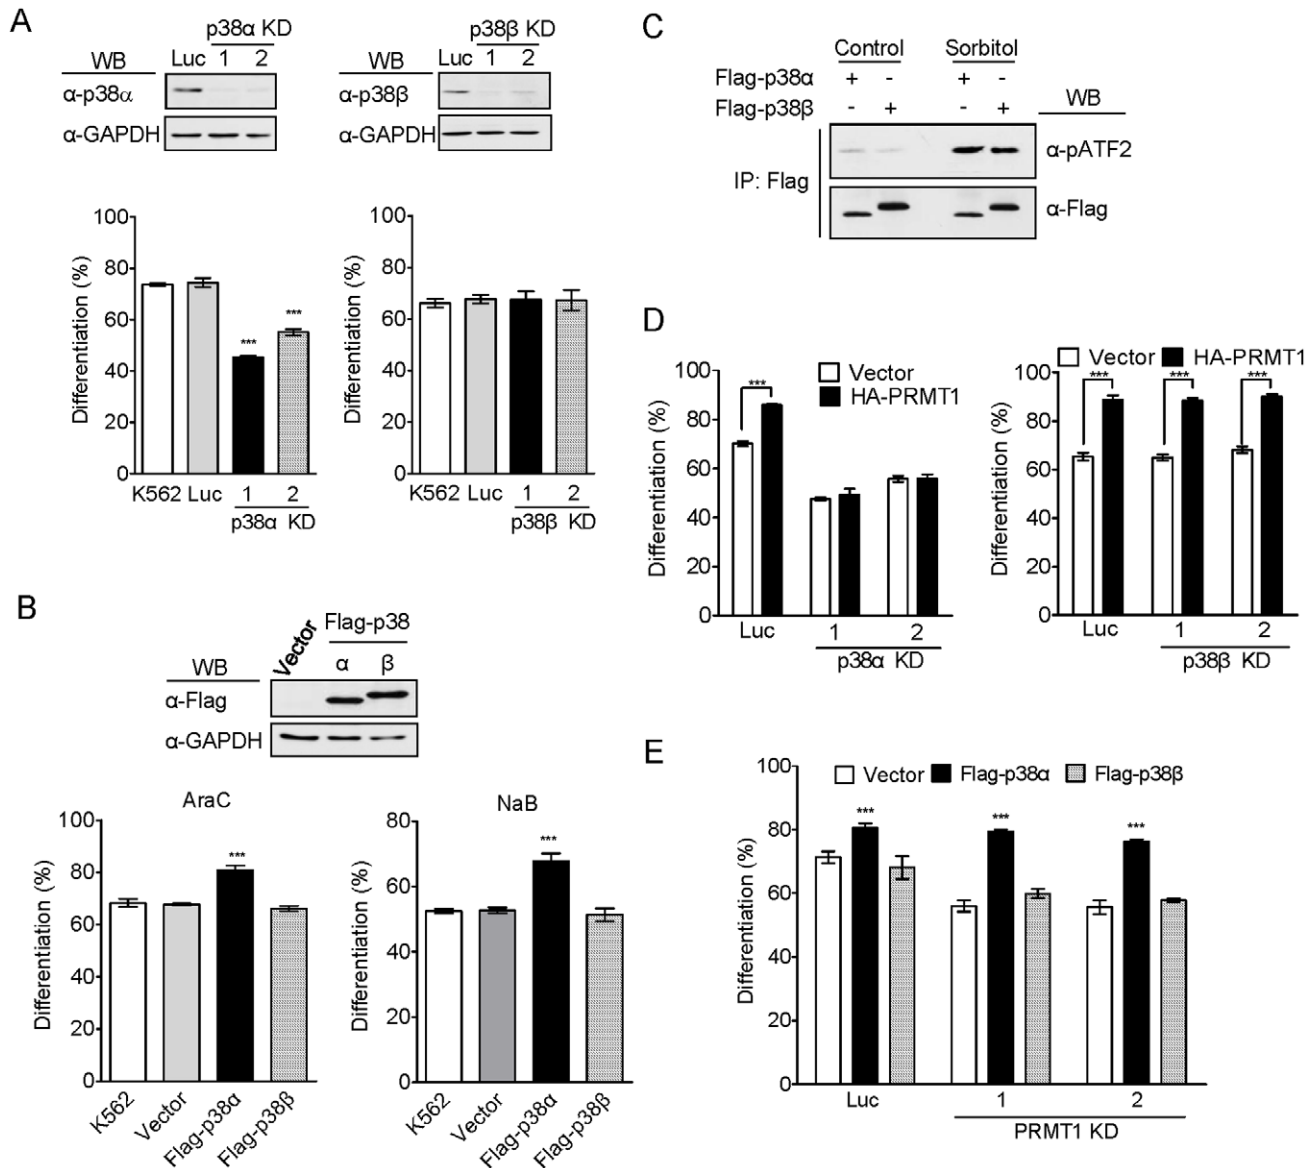 A
p38α KD
WB Luc 1 2
α-p38α
α-GAPDH
p38β KD
WB Luc 1 2
α-p38β
α-GAPDH
Differentiation (%)
100
80
60
40
20
0
*** ***
K562 Luc 1 2
p38α KD
Differentiation (%)
100
80
60
40
20
0
K562 Luc 1 2
p38β KD
B
Flag-p38
WB Vector α β
α-Flag
α-GAPDH
AraC
Differentiation (%)
100
80
60
40
20
0
***
K562 Vector Flag-p38α Flag-p38β
NaB
Differentiation (%)
80
60
40
20
0
***
K562 Vector Flag-p38α Flag-p38β
C
Control Sorbitol
Flag-p38α + - + -
Flag-p38β - + - + WB
IP: Flag
α-pATF2
α-Flag
D
Vector
HA-PRMT1
Differentiation (%)
100
80
60
40
20
0
***
Luc 1 2
p38α KD
Vector HA-PRMT1
Differentiation (%)
100
80
60
40
20
0
*** *** ***
Luc 1 2
p38β KD
E
Vector Flag-p38α Flag-p38β
Differentiation (%)
100
80
60
40
20
0
*** *** ***
Luc 1 2
PRMT1 KD